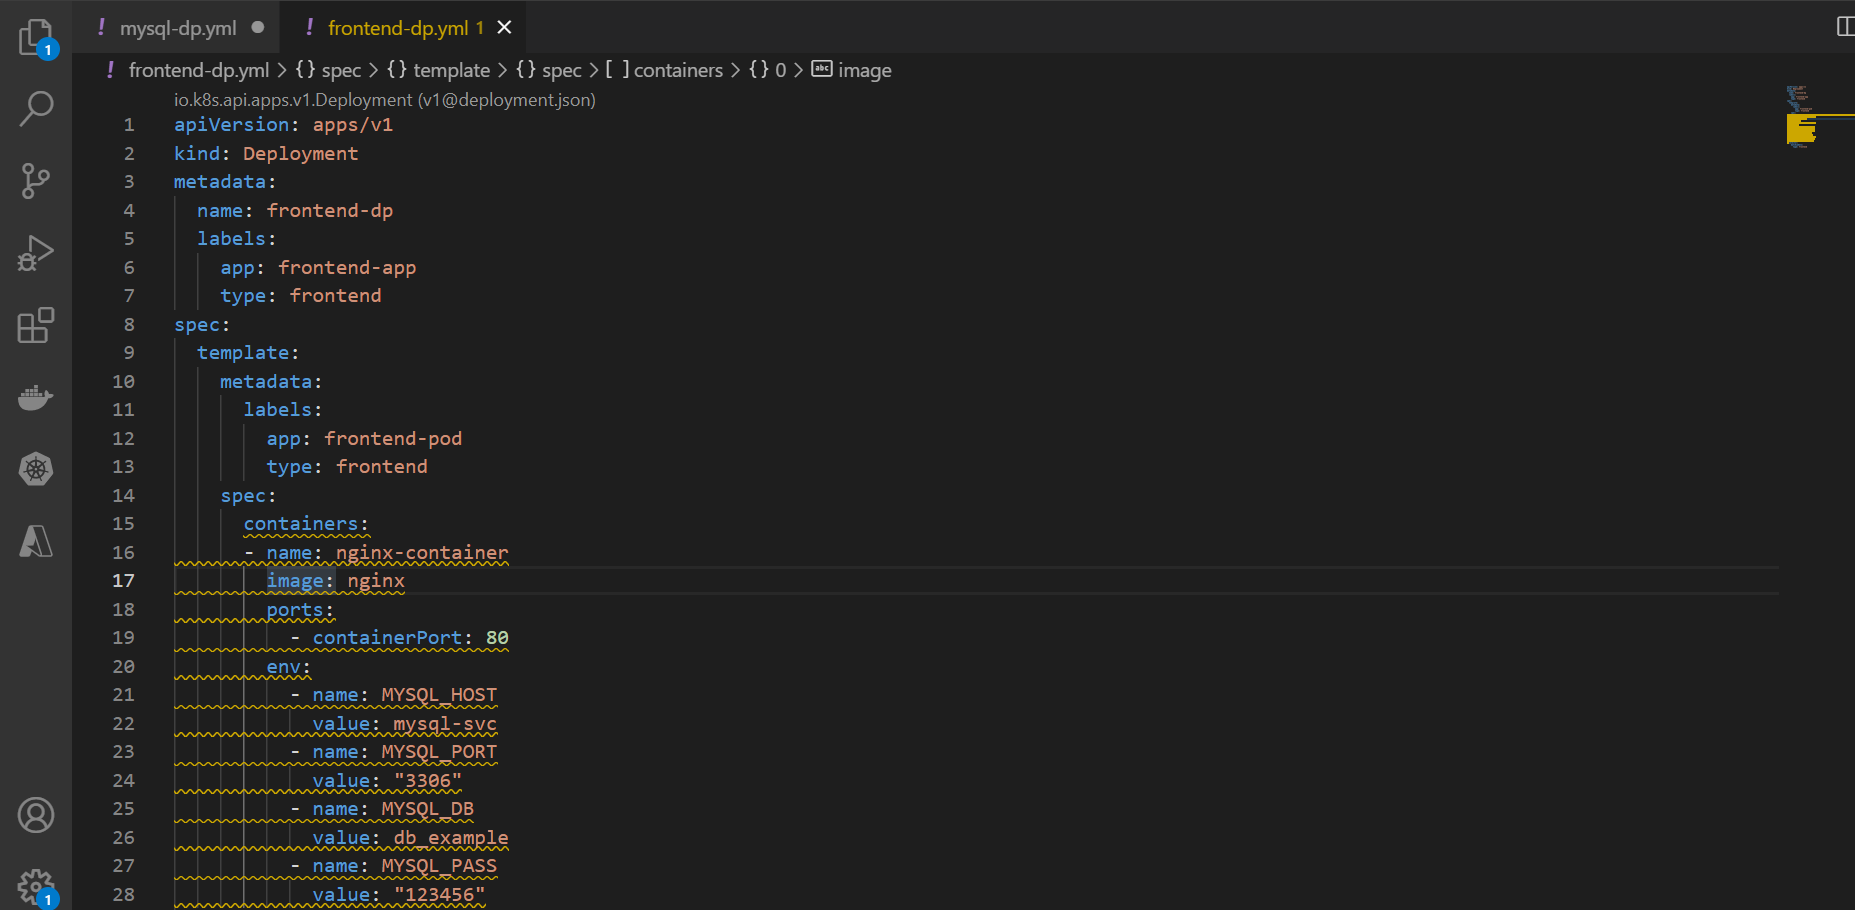 ! mysql-dp.yml ● ! frontend-dp.yml 1 ×
! frontend-dp.yml > {} spec > {} template > {} spec > [ ] containers > {} 0 > abc image
io.k8s.api.apps.v1.Deployment (v1@deployment.json)
1 apiVersion: apps/v1
2 kind: Deployment
3 metadata:
4   name: frontend-dp
5   labels:
6     app: frontend-app
7     type: frontend
8 spec:
9   template:
10     metadata:
11       labels:
12         app: frontend-pod
13         type: frontend
14     spec:
15       containers:
16       - name: nginx-container
17         image: nginx
18         ports:
19           - containerPort: 80
20         env:
21           - name: MYSQL_HOST
22             value: mysql-svc
23           - name: MYSQL_PORT
24             value: "3306"
25           - name: MYSQL_DB
26             value: db_example
27           - name: MYSQL_PASS
28             value: "123456"
1
1